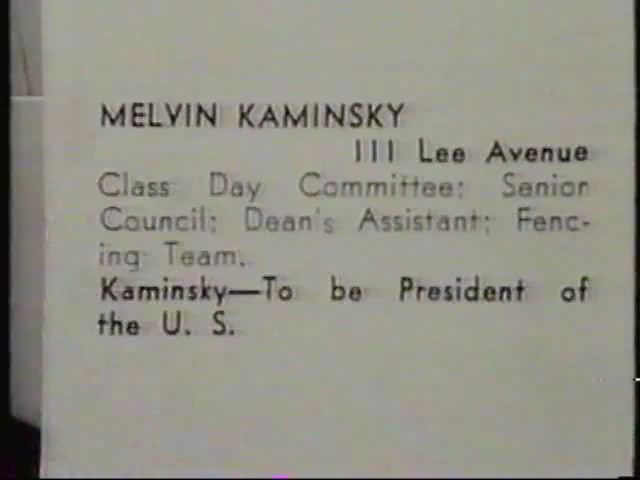 MELVIN KAMINSKY
111 Lee Avenue
Class Day Committee; Senior
Council; Dean's Assistant; Fenc-
ing Team.
Kaminsky—To be President of
the U. S.